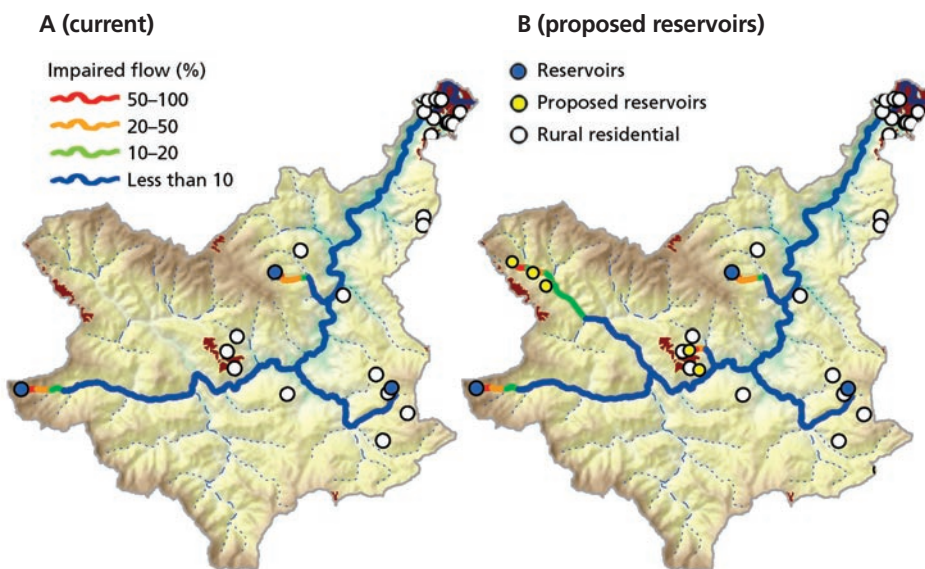 A (current)
B (proposed reservoirs)
Impaired flow (%)
50–100
20–50
10–20
Less than 10
Reservoirs
Proposed reservoirs
Rural residential